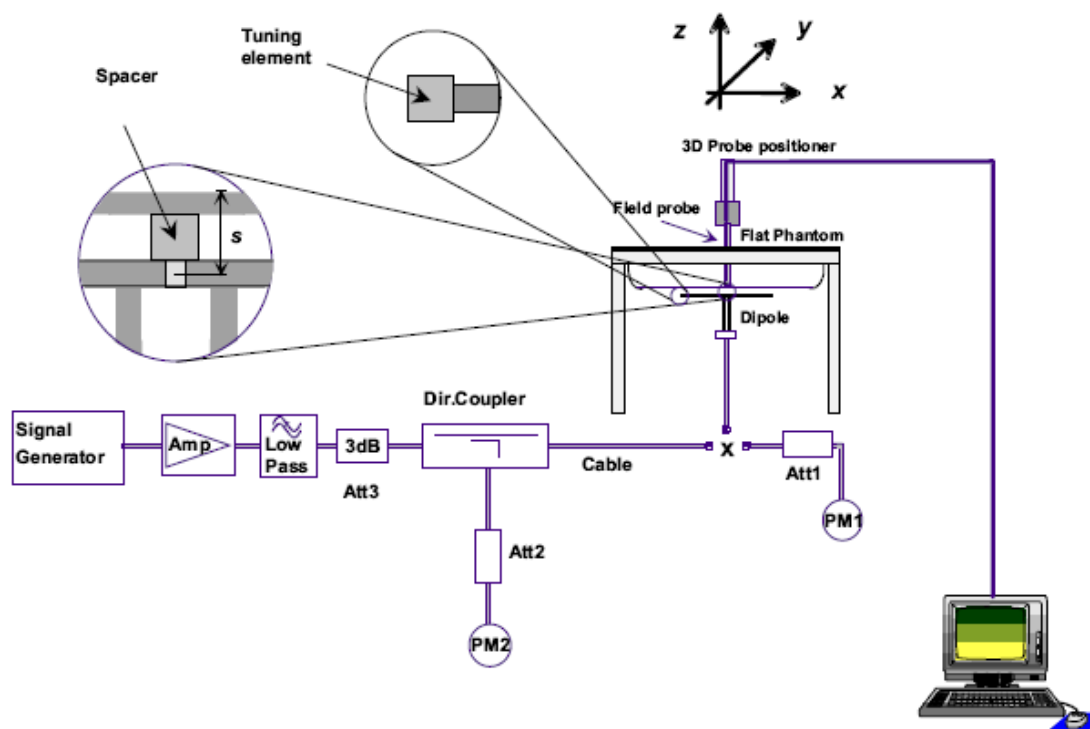 Tuning
element
Spacer
s
z
y
x
3D Probe positioner
Field probe
Flat Phantom
Dipole
Dir.Coupler
Signal
Generator
Amp
Low
Pass
3dB
Att3
Cable
x
Att1
PM1
Att2
PM2